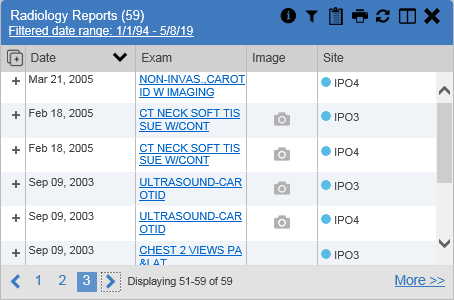 Radiology Reports (59)
Filtered date range: 1/1/94 - 5/8/19
Date Exam Image Site
Mar 21, 2005 NON-INVAS.,CAROT IPO4
ID W IMAGING
Feb 18, 2005 CT NECK SOFT TIS IPO3
SUE W/CONT
Feb 18, 2005 CT NECK SOFT TIS IPO4
SUE W/CONT
Sep 09, 2003 ULTRASOUND-CAR IPO3
OTID
Sep 09, 2003 ULTRASOUND-CAR IPO4
OTID
Sep 09, 2003 CHEST 2 VIEWS PA IPO3
&LAT
1 2 3 Displaying 51-59 of 59 More >>